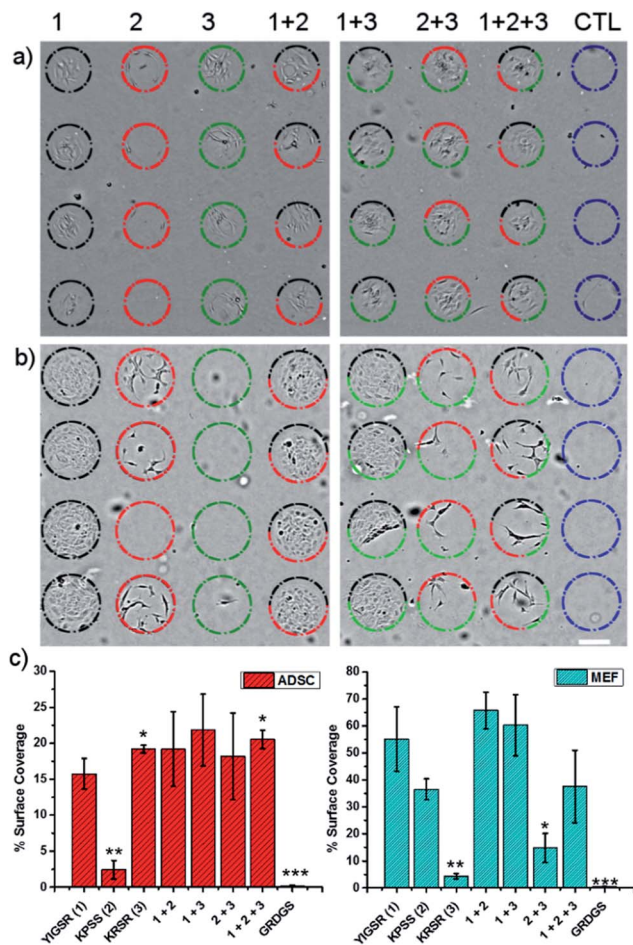 1 2 3 1+2 1+3 2+3 1+2+3 CTL
a)
b)
c)
30
25
20
15
10
5
0
% Surface Coverage
ADSC
*
**
*
***
YIGSR (1)
KPSS (2)
KRSR (3)
1 + 2
1 + 3
2 + 3
1 + 2 + 3
GRDGS
80
70
60
50
40
30
20
10
0
% Surface Coverage
MEF
**
*
***
YIGSR (1)
KPSS (2)
KRSR (3)
1 + 2
1 + 3
2 + 3
1 + 2 + 3
GRDGS